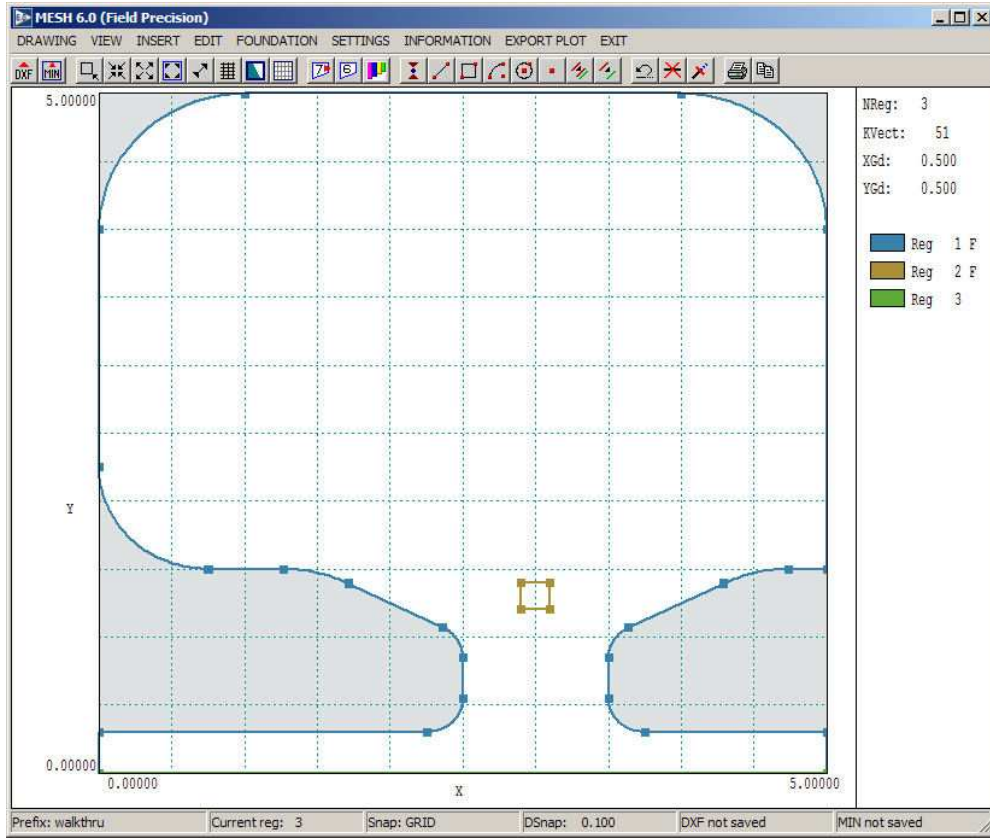 MESH 6.0 (Field Precision)
DRAWING VIEW INSERT EDIT FOUNDATION SETTINGS INFORMATION EXPORT PLOT EXIT
DXF MIN 7 6
5.00000
NReg: 3
KVect: 51
XGd: 0.500
YGd: 0.500
Reg 1 F
Reg 2 F
Reg 3
Y
0.00000
0.00000 X 5.00000
Prefix: walkthru Current reg: 3 Snap: GRID DSnap: 0.100 DXF not saved MIN not saved